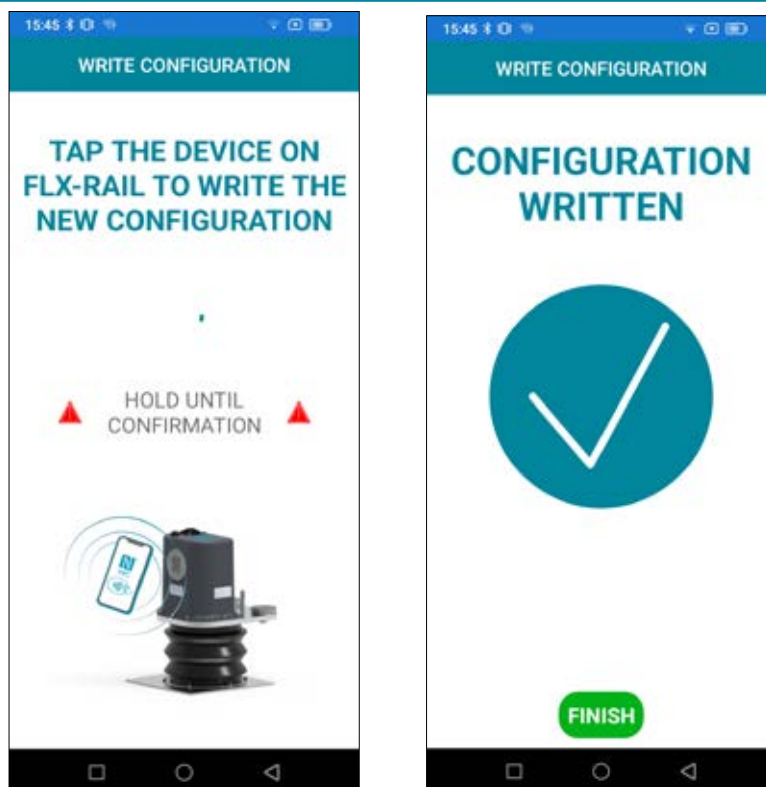 15:45
WRITE CONFIGURATION
TAP THE DEVICE ON
FLX-RAIL TO WRITE THE
NEW CONFIGURATION
HOLD UNTIL
CONFIRMATION
15:45
WRITE CONFIGURATION
CONFIGURATION
WRITTEN
FINISH